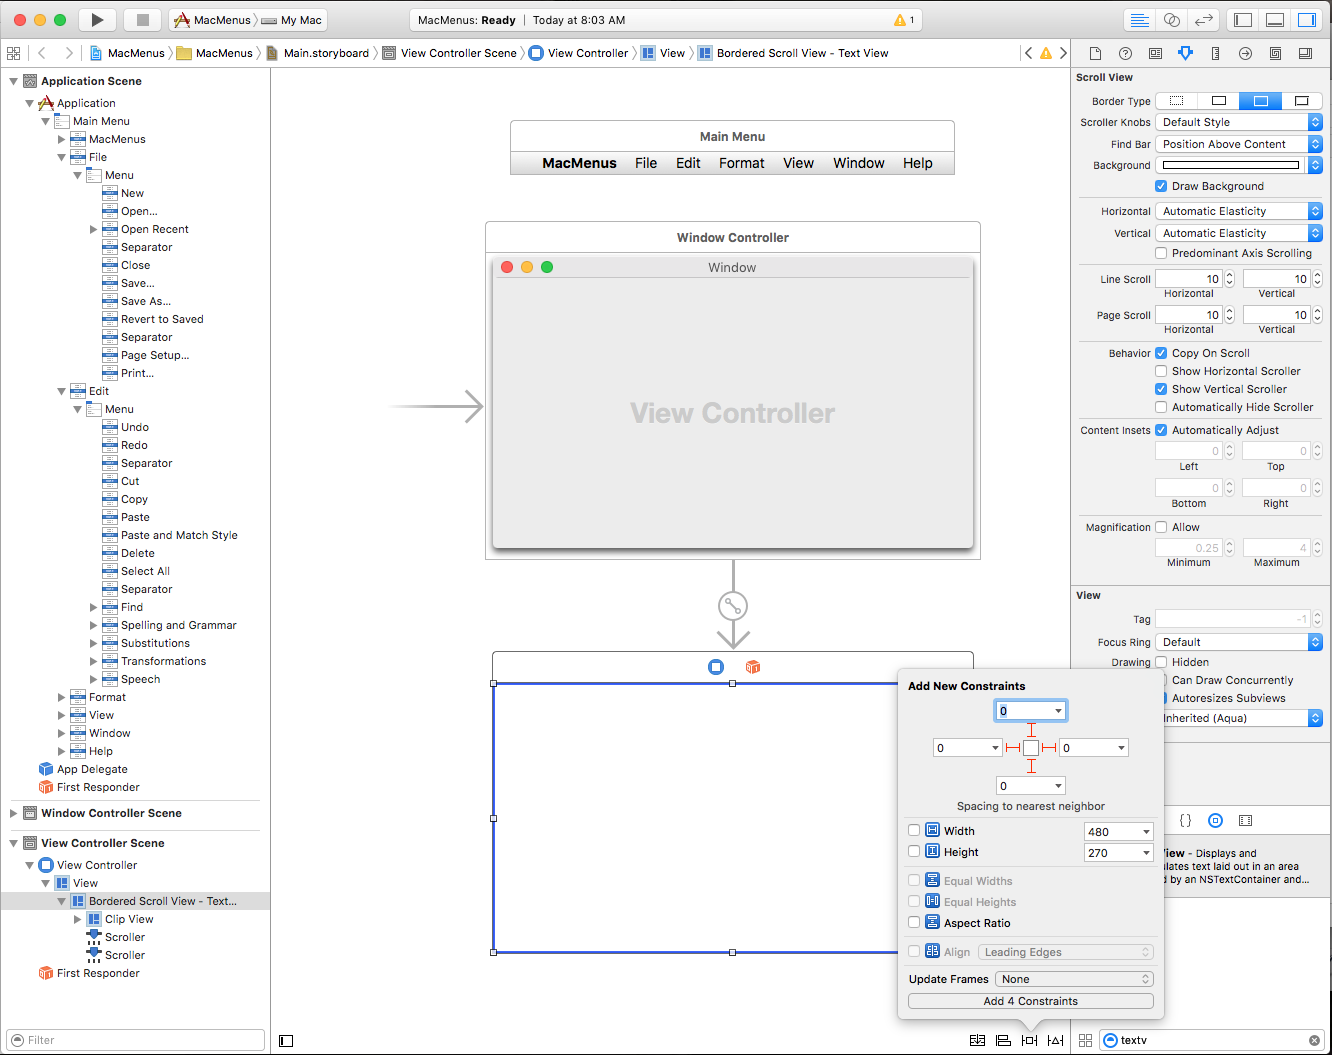 MacMenus My Mac
MacMenus: Ready Today at 8:03 AM
1
MacMenus MacMenus Main.storyboard View Controller Scene View Controller View Bordered Scroll View - Text View
Application Scene
Application
Main Menu
MacMenus
File
Menu
New
Open...
Open Recent
Separator
Close
Save...
Save As...
Revert to Saved
Separator
Page Setup...
Print...
Edit
Menu
Undo
Redo
Separator
Cut
Copy
Paste
Paste and Match Style
Delete
Select All
Separator
Find
Spelling and Grammar
Substitutions
Transformations
Speech
Format
View
Window
Help
App Delegate
First Responder
Window Controller Scene
View Controller Scene
View Controller
View
Bordered Scroll View - Text...
Clip View
Scroller
Scroller
First Responder
Filter
Main Menu
MacMenus File Edit Format View Window Help
Window Controller
Window
View Controller
Add New Constraints
0
0 0
0
Spacing to nearest neighbor
Width 480
Height 270
Equal Widths
Equal Heights
Aspect Ratio
Align Leading Edges
Update Frames None
Add 4 Constraints
Scroll View
Border Type
Scroller Knobs Default Style
Find Bar Position Above Content
Background
Draw Background
Horizontal Automatic Elasticity
Vertical Automatic Elasticity
Predominant Axis Scrolling
Line Scroll 10 10
Horizontal Vertical
Page Scroll 10 10
Horizontal Vertical
Behavior Copy On Scroll
Show Horizontal Scroller
Show Vertical Scroller
Automatically Hide Scroller
Content Insets Automatically Adjust
0 0
Left Top
0 0
Bottom Right
Magnification Allow
0.25 4
Minimum Maximum
View
Tag -1
Focus Ring Default
Drawing Hidden
Can Draw Concurrently
Autoresizes Subviews
Inherited (Aqua)
{ }
View - Displays and
ulates text laid out in an area
d by an NSTextContainer and...
textv